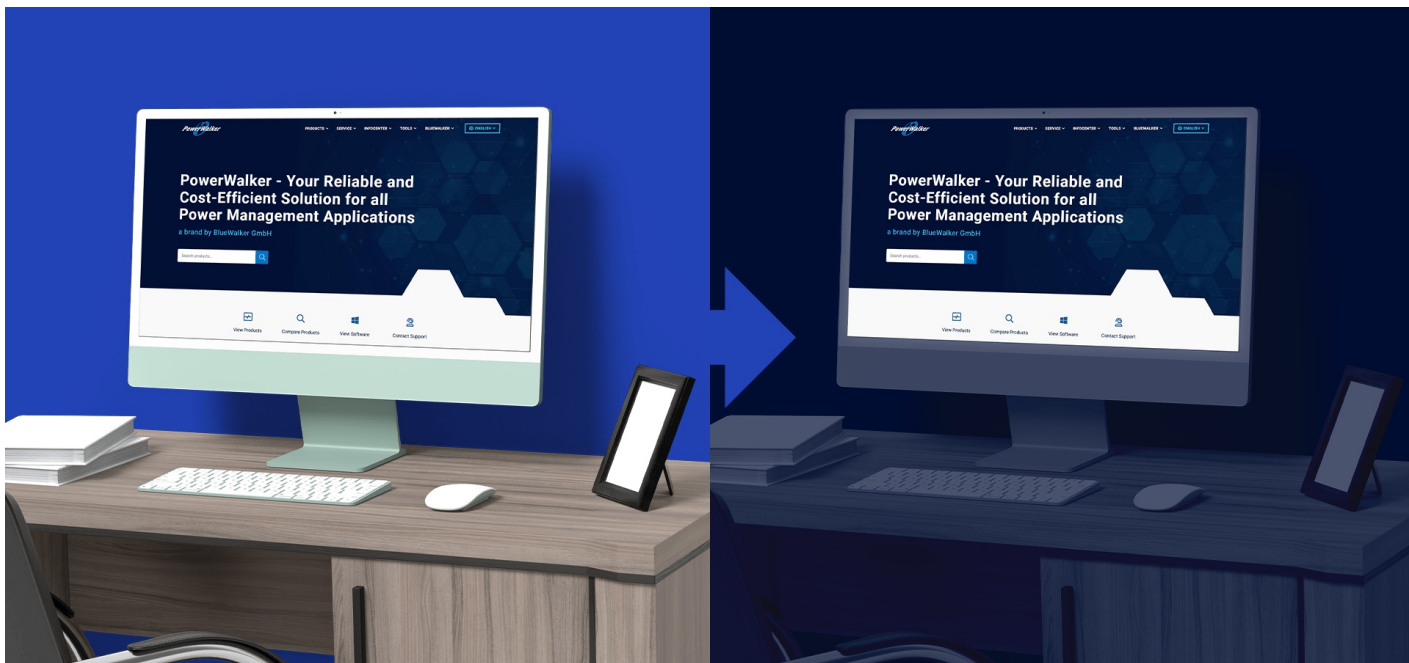 PowerWalker
PRODUCTS SERVICE INFOCENTER TOOLS BLUEWALKER ENGLISH
PowerWalker - Your Reliable and
Cost-Efficient Solution for all
Power Management Applications
a brand by BlueWalker GmbH
Search products...
View Products Compare Products View Software Contact Support
PowerWalker
PRODUCTS SERVICE INFOCENTER TOOLS BLUEWALKER ENGLISH
PowerWalker - Your Reliable and
Cost-Efficient Solution for all
Power Management Applications
a brand by BlueWalker GmbH
Search products...
View Products Compare Products View Software Contact Support